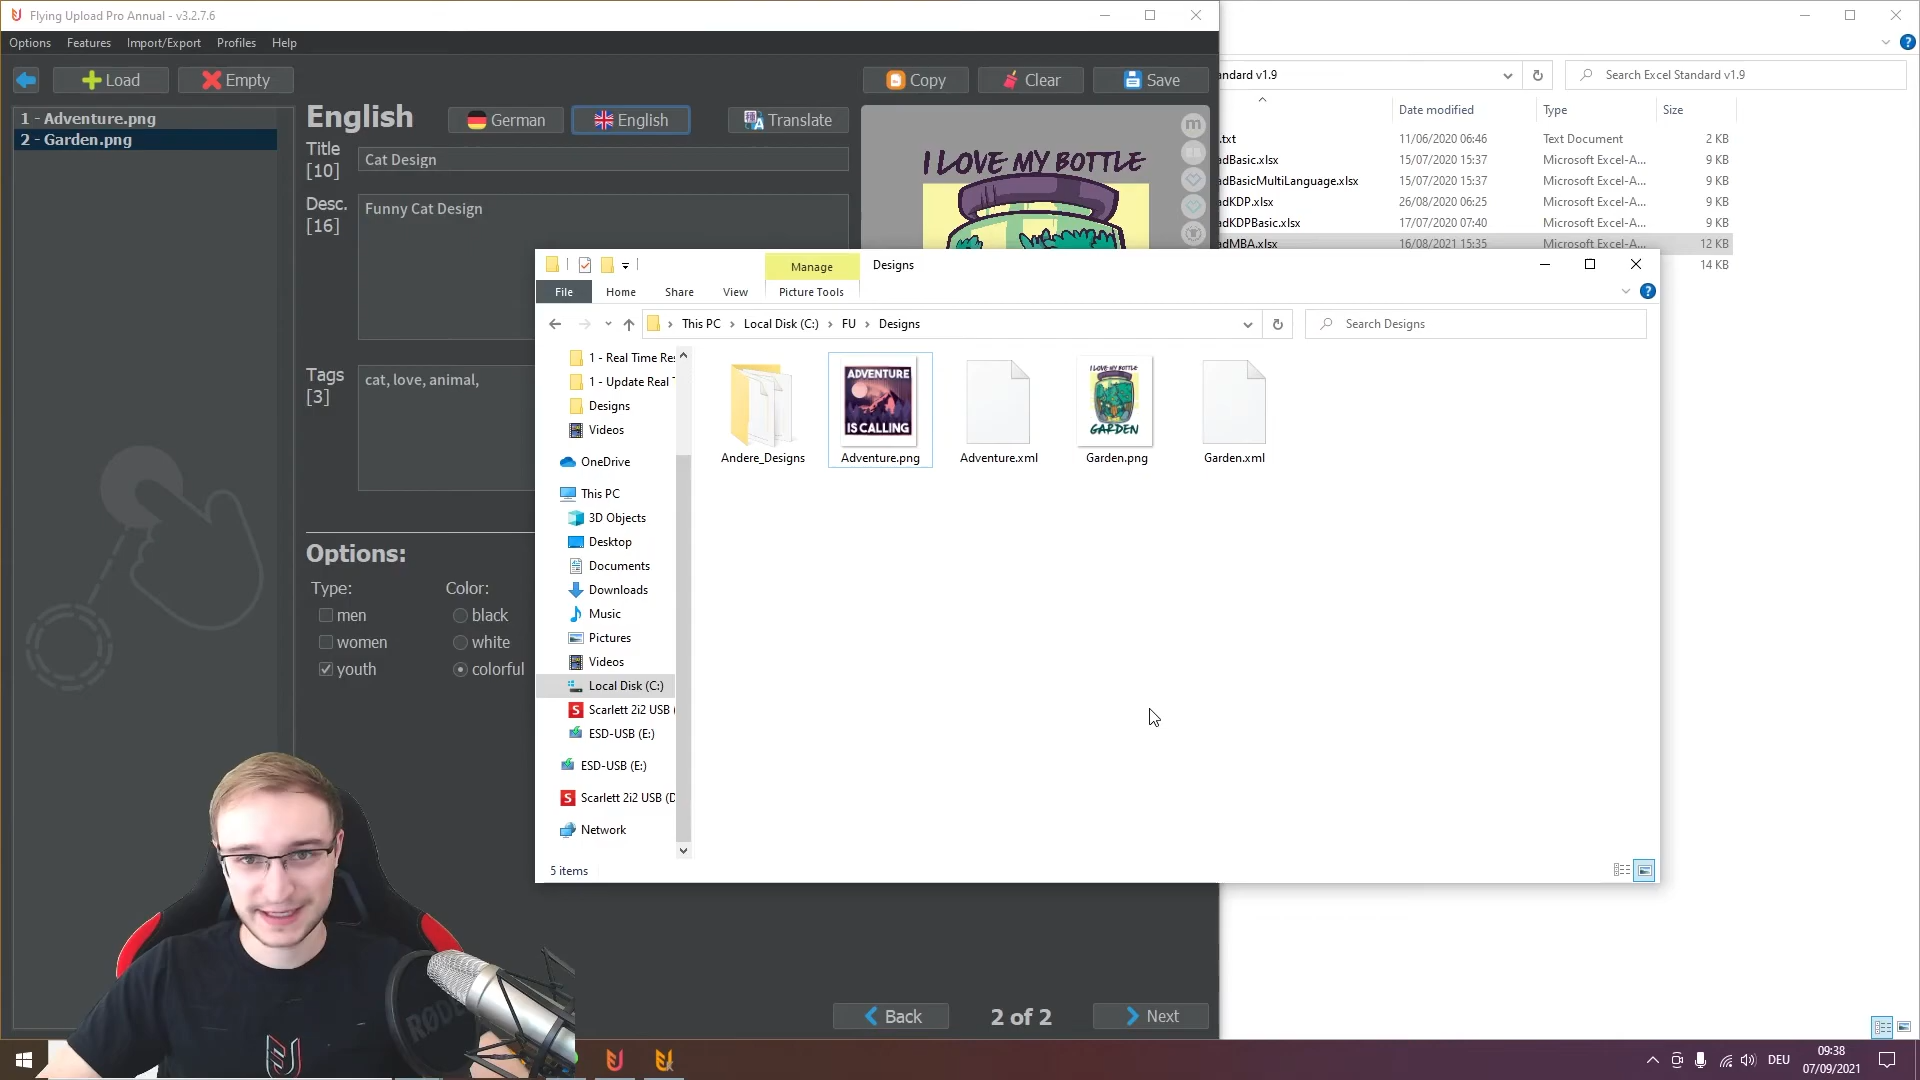 Flying Upload Pro Annual - v3.2.7.6
Options Features Import/Export Profiles Help
Load Empty Copy Clear Save
1 - Adventure.png
2 - Garden.png
English German English Translate
Title
[10]
Cat Design
Desc.
[16]
Funny Cat Design
Tags
[3]
cat, love, animal,
I LOVE MY BOTTLE
m
Options:
Type: Color:
men black
women white
youth colorful
Back 2 of 2 Next
andard v1.9
Search Excel Standard v1.9
Date modified Type Size
.txt 11/06/2020 06:46 Text Document 2 KB
adBasic.xlsx 15/07/2020 15:37 Microsoft Excel-A... 9 KB
adBasicMultiLanguage.xlsx 15/07/2020 15:37 Microsoft Excel-A... 9 KB
adKDP.xlsx 26/08/2020 06:25 Microsoft Excel-A... 9 KB
adKDPBasic.xlsx 17/07/2020 07:40 Microsoft Excel-A... 9 KB
adMBA.xlsx 16/08/2021 15:35 Microsoft Excel-A... 12 KB
14 KB
Manage Designs
File Home Share View Picture Tools
This PC › Local Disk (C:) › FU › Designs
Search Designs
1 - Real Time Re
1 - Update Real
Designs
Videos
OneDrive
This PC
3D Objects
Desktop
Documents
Downloads
Music
Pictures
Videos
Local Disk (C:)
Scarlett 2i2 USB (
ESD-USB (E:)
ESD-USB (E:)
Scarlett 2i2 USB (D
Network
ADVENTURE
IS CALLING
I LOVE MY BOTTLE
GARDEN
Andere_Designs Adventure.png Adventure.xml Garden.png Garden.xml
5 items
RØDE
DEU
09:38
07/09/2021